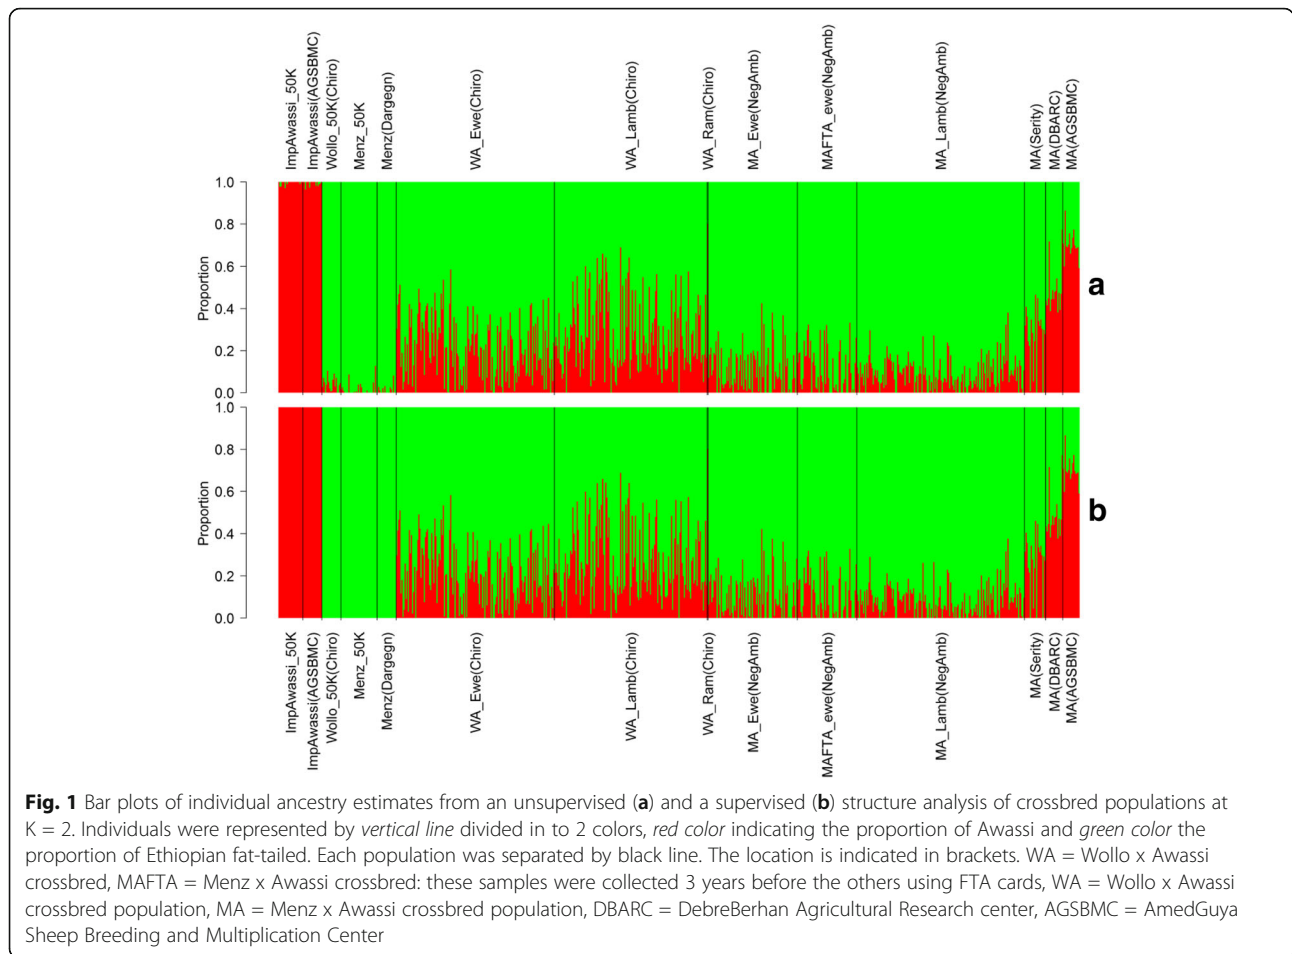 ImpAwassi_50K
ImpAwassi(AGSBMC)
Wollo_50K(Chiro)
Menz_50K
Menz(Dargegn)
WA_Ewe(Chiro)
WA_Lamb(Chiro)
WA_Ram(Chiro)
MA_Ewe(NegAmb)
MAFTA_ewe(NegAmb)
MA_Lamb(NegAmb)
MA(Serity)
MA(DBARC)
MA(AGSBMC)
1.0
0.8
0.6
0.4
0.2
0.0
Proportion
a
1.0
0.8
0.6
0.4
0.2
0.0
Proportion
b
ImpAwassi_50K
ImpAwassi(AGSBMC)
Wollo_50K(Chiro)
Menz_50K
Menz(Dargegn)
WA_Ewe(Chiro)
WA_Lamb(Chiro)
WA_Ram(Chiro)
MA_Ewe(NegAmb)
MAFTA_ewe(NegAmb)
MA_Lamb(NegAmb)
MA(Serity)
MA(DBARC)
MA(AGSBMC)
Fig. 1 Bar plots of individual ancestry estimates from an unsupervised (a) and a supervised (b) structure analysis of crossbred populations at
K = 2. Individuals were represented by vertical line divided in to 2 colors, red color indicating the proportion of Awassi and green color the
proportion of Ethiopian fat-tailed. Each population was separated by black line. The location is indicated in brackets. WA = Wollo x Awassi
crossbred, MAFTA = Menz x Awassi crossbred: these samples were collected 3 years before the others using FTA cards, WA = Wollo x Awassi
crossbred population, MA = Menz x Awassi crossbred population, DBARC = DebreBerhan Agricultural Research center, AGSBMC = AmedGuya
Sheep Breeding and Multiplication Center